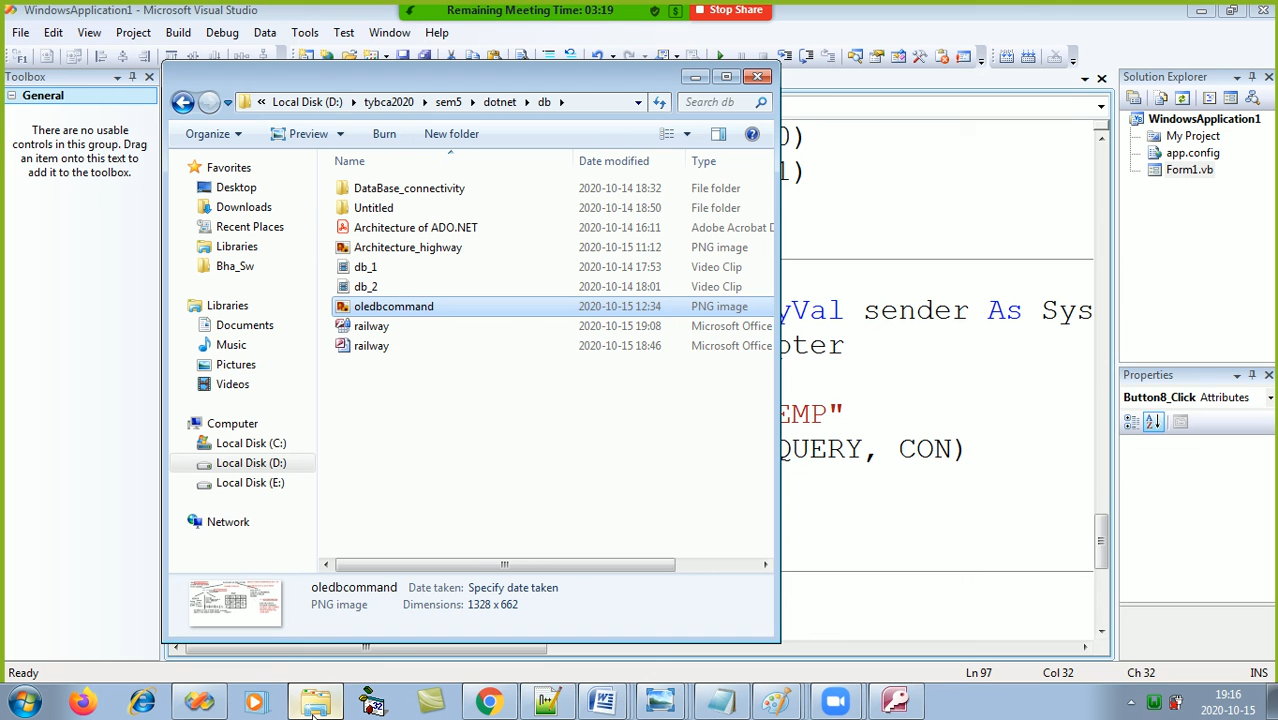 WindowsApplication1 - Microsoft Visual Studio
Remaining Meeting Time: 03:19
Stop Share
File Edit View Project Build Debug Data Tools Test Window Help
Toolbox
General
There are no usable
controls in this group. Drag
an item onto this text to
add it to the toolbox.
« Local Disk (D:) tybca2020 sem5 dotnet db
Search db
Organize Preview Burn New folder
Favorites
Desktop
Downloads
Recent Places
Libraries
Bha_Sw
Libraries
Documents
Music
Pictures
Videos
Computer
Local Disk (C:)
Local Disk (D:)
Local Disk (E:)
Network
Name Date modified Type
DataBase_connectivity 2020-10-14 18:32 File folder
Untitled 2020-10-14 18:50 File folder
Architecture of ADO.NET 2020-10-14 16:11 Adobe Acrobat D
Architecture_highway 2020-10-15 11:12 PNG image
db_1 2020-10-14 17:53 Video Clip
db_2 2020-10-14 18:01 Video Clip
oledbcommand 2020-10-15 12:34 PNG image
railway 2020-10-15 19:08 Microsoft Office
railway 2020-10-15 18:46 Microsoft Office
oledbcommand Date taken: Specify date taken
PNG image Dimensions: 1328 x 662
)
)
yVal sender As Sys
pter
EMP"
QUERY, CON)
Solution Explorer
WindowsApplication1
My Project
app.config
Form1.vb
Properties
Button8_Click Attributes
Ready
Ln 97 Col 32 Ch 32 INS
19:16
2020-10-15